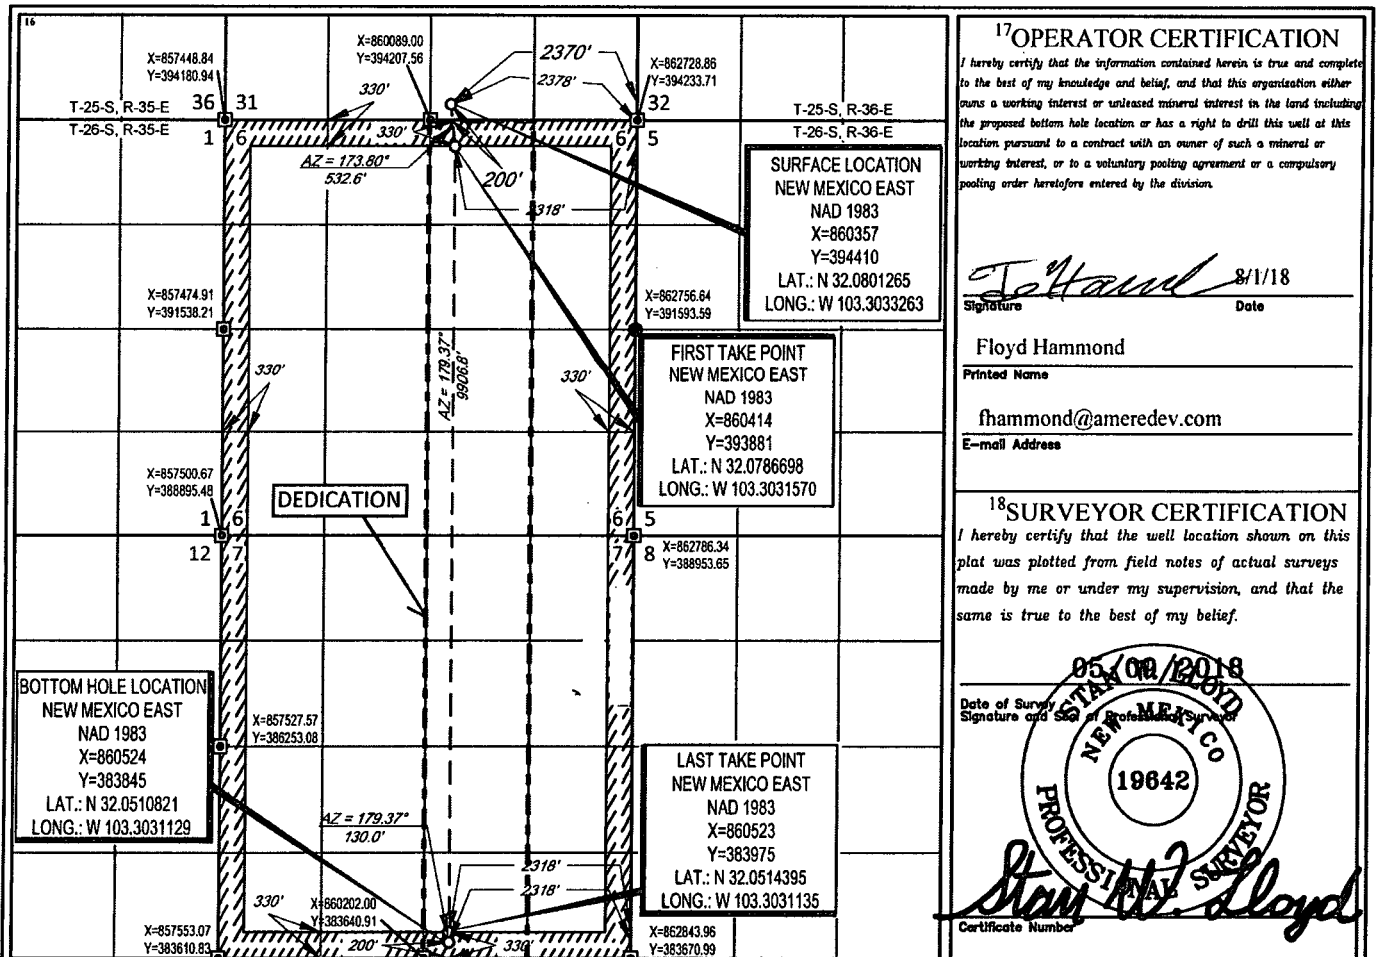 16
X=857448.84
Y=394180.94
X=860089.00
Y=394207.56
2370'
2378'
X=862728.86
Y=394233.71
330'
T-25-S, R-35-E
36 31
32
T-25-S, R-36-E
T-26-S, R-35-E
1 6
330'
6 5
T-26-S, R-36-E
AZ = 173.80°
532.6'
200'
2318'
SURFACE LOCATION
NEW MEXICO EAST
NAD 1983
X=860357
Y=394410
LAT.: N 32.0801265
LONG.: W 103.3033263
X=857474.91
Y=391538.21
X=862756.64
Y=391593.59
FIRST TAKE POINT
NEW MEXICO EAST
NAD 1983
X=860414
Y=393881
LAT.: N 32.0786698
LONG.: W 103.3031570
AZ = 179.37°
9906.8'
330'
330'
X=857500.67
Y=388895.48
DEDICATION
1 6
6 5
12 7
7 8
X=862786.34
Y=388953.65
BOTTOM HOLE LOCATION
NEW MEXICO EAST
NAD 1983
X=860524
Y=383845
LAT.: N 32.0510821
LONG.: W 103.3031129
X=857527.57
Y=386253.08
LAST TAKE POINT
NEW MEXICO EAST
NAD 1983
X=860523
Y=383975
LAT.: N 32.0514395
LONG.: W 103.3031135
AZ = 179.37°
130.0'
2318'
2318'
330'
X=860202.00
Y=383640.91
X=857553.07
Y=383610.83
200'
330'
X=862843.96
Y=383670.99
17OPERATOR CERTIFICATION
I hereby certify that the information contained herein is true and complete
to the best of my knowledge and belief, and that this organization either
owns a working interest or unleased mineral interest in the land including
the proposed bottom hole location or has a right to drill this well at this
location pursuant to a contract with an owner of such a mineral or
working interest, or to a voluntary pooling agreement or a compulsory
pooling order heretofore entered by the division.
8/1/18
Signature Date
Floyd Hammond
Printed Name
fhammond@ameredev.com
E-mail Address
18SURVEYOR CERTIFICATION
I hereby certify that the well location shown on this
plat was plotted from field notes of actual surveys
made by me or under my supervision, and that the
same is true to the best of my belief.
05/09/2018
Date of Survey
Signature and Seal of Professional Surveyor
STAN W. LLOYD
NEW MEXICO
19642
PROFESSIONAL SURVEYOR
Stan W. Lloyd
Certificate Number